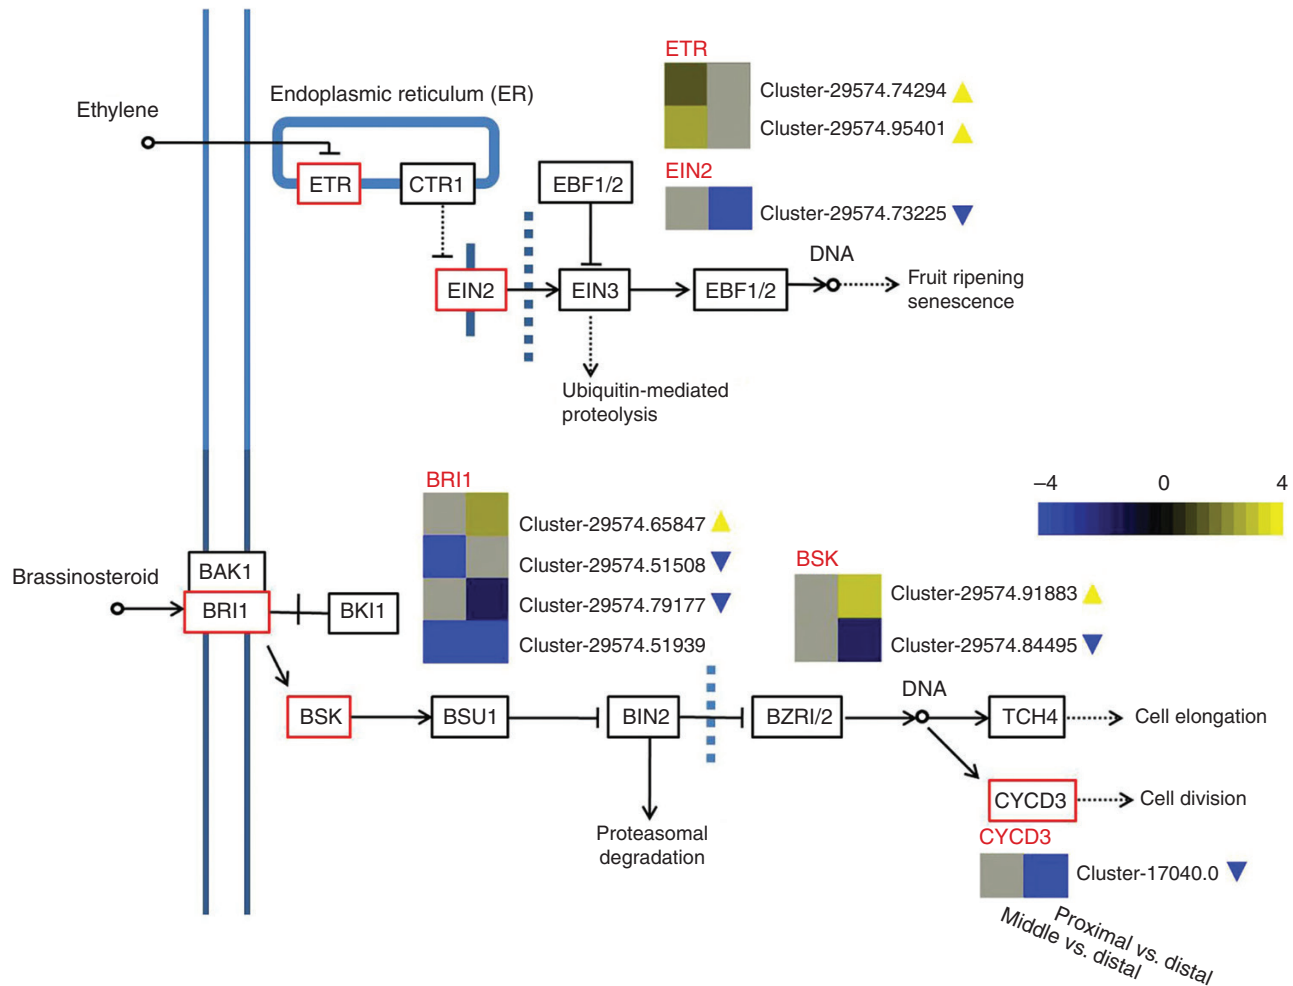 ETR
Cluster-29574.74294
Cluster-29574.95401
Ethylene
Endoplasmic reticulum (ER)
ETR
CTR1
EBF1/2
EIN2
Cluster-29574.73225
EIN2
EIN3
EBF1/2
DNA
Fruit ripening
senescence
Ubiquitin-mediated
proteolysis
–4
0
4
BRI1
Cluster-29574.65847
Cluster-29574.51508
Cluster-29574.79177
Cluster-29574.51939
BSK
Cluster-29574.91883
Cluster-29574.84495
Brassinosteroid
BAK1
BRI1
BKI1
BSK
BSU1
BIN2
BZRI/2
DNA
TCH4
Cell elongation
CYCD3
Cell division
Proteasomal
degradation
CYCD3
Cluster-17040.0
Middle vs. distal
Proximal vs. distal